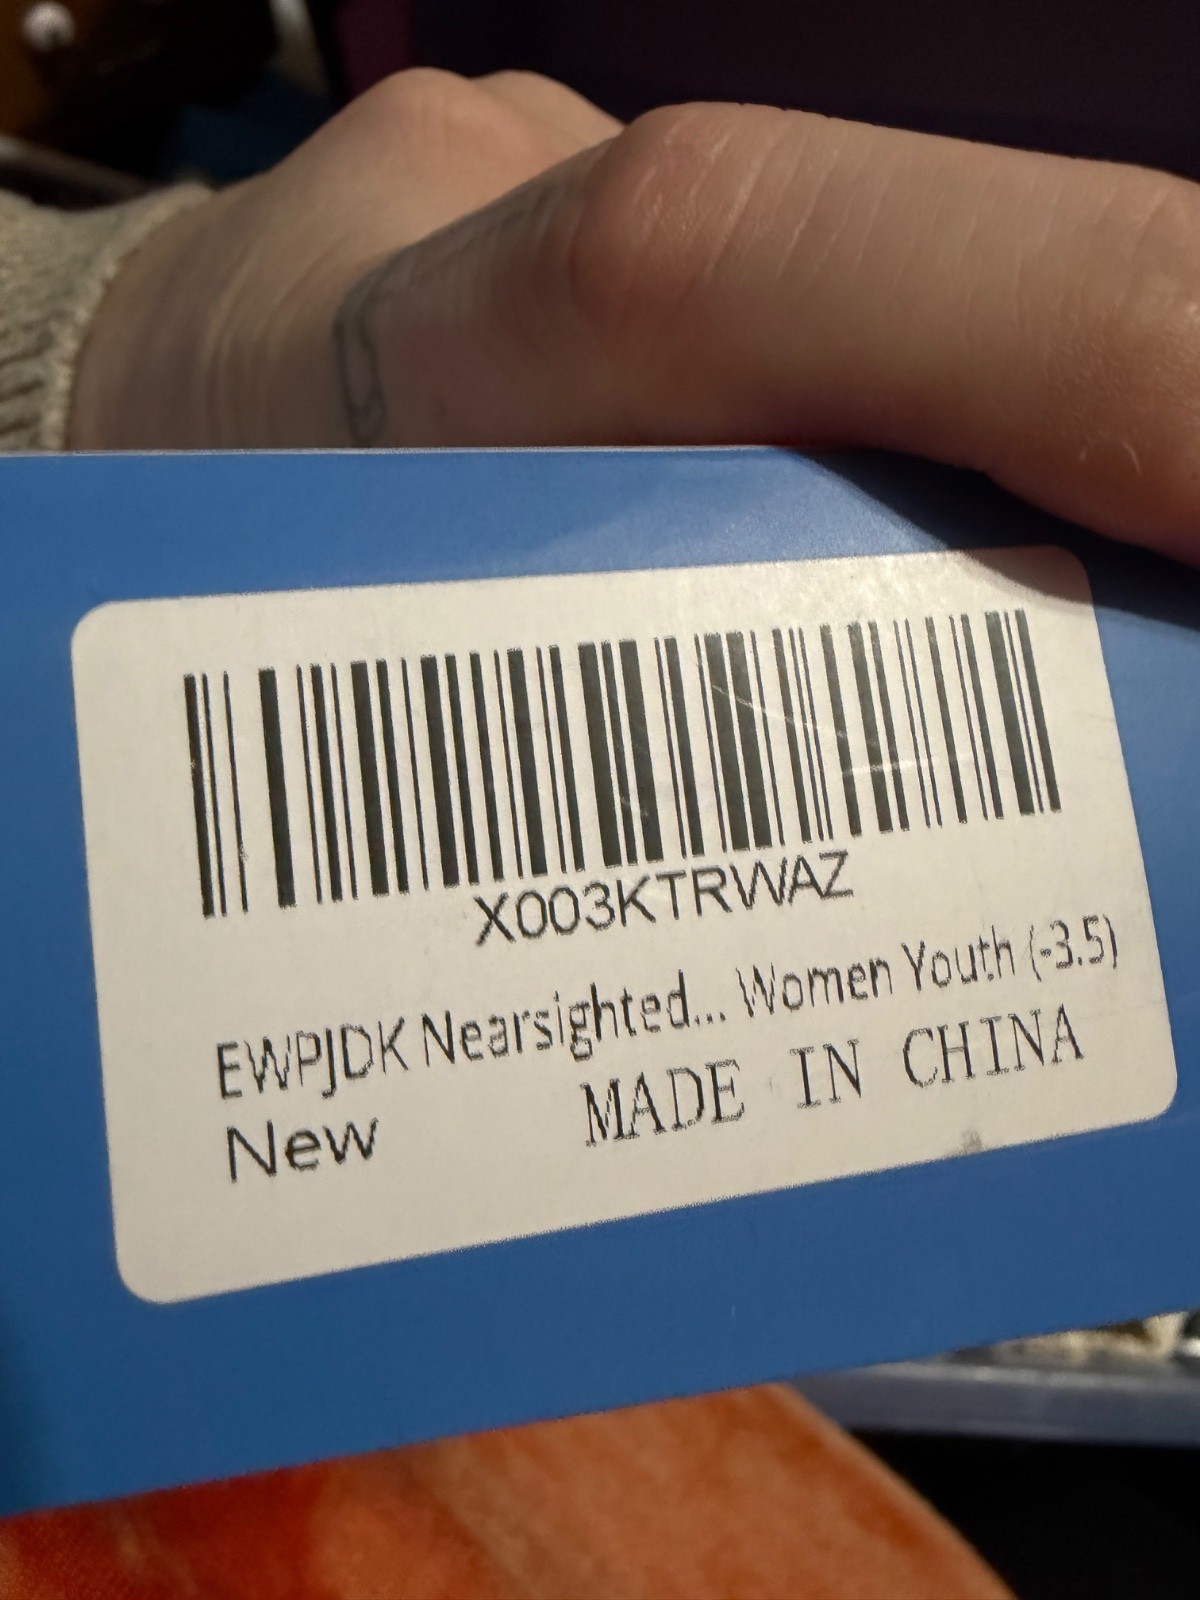 X003KTRWAZ
EWPJDK Nearsighted... Women Youth (-3.5)
New MADE IN CHINA